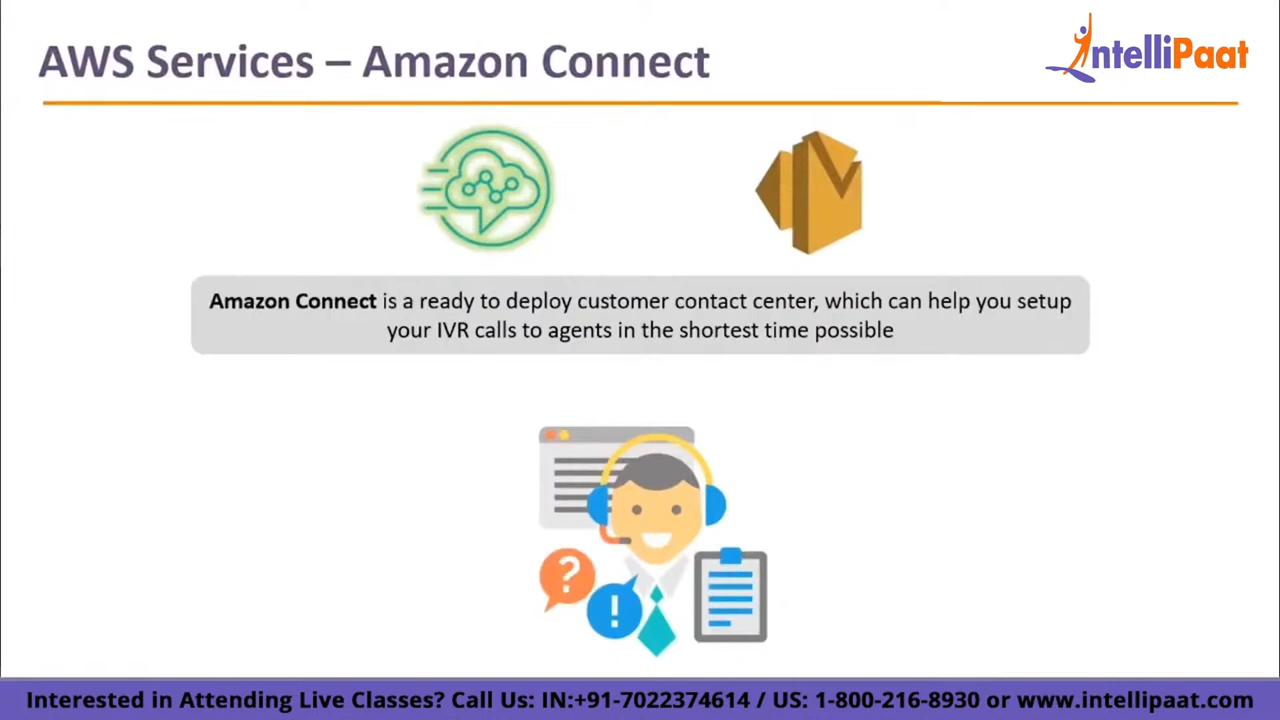 AWS Services – Amazon Connect
IntelliPaat
Amazon Connect is a ready to deploy customer contact center, which can help you setup
your IVR calls to agents in the shortest time possible
?
!
Interested in Attending Live Classes? Call Us: IN:+91-7022374614 / US: 1-800-216-8930 or www.intellipaat.com